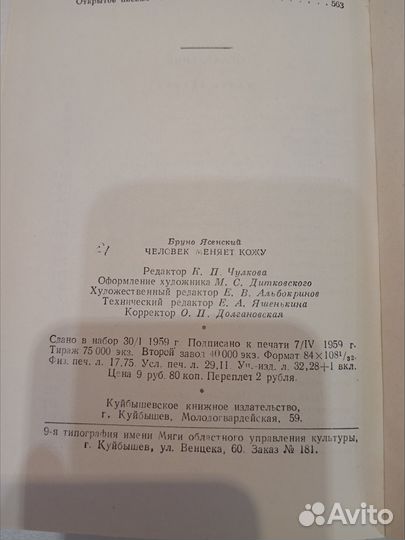 Открытое письмо . . . . . . . . 563
Бруно Ясенский
ЧЕЛОВЕК МЕНЯЕТ КОЖУ
Редактор К. П. Чулкова
Оформление художника М. С. Дитковского
Художественный редактор Е. В. Альбокринов
Технический редактор Е. А. Яшенькина
Корректор О. П. Долгановская
Сдано в набор 30/I 1959 г. Подписано к печати 7/IV 1959 г.
Тираж 75 000 экз. Второй завод 40 000 экз. Формат 84×108¹/₃₂.
Физ. печ. л. 17,75. Усл. печ. л. 29,11. Уч.-изд. л. 32,28+1 вкл.
Цена 9 руб. 80 коп. Переплет 2 рубля.
Куйбышевское книжное издательство,
г. Куйбышев, Молодогвардейская, 59.
9-я типография имени Мяги областного управления культуры,
г. Куйбышев, ул. Венцека, 60. Заказ № 181.
Avito